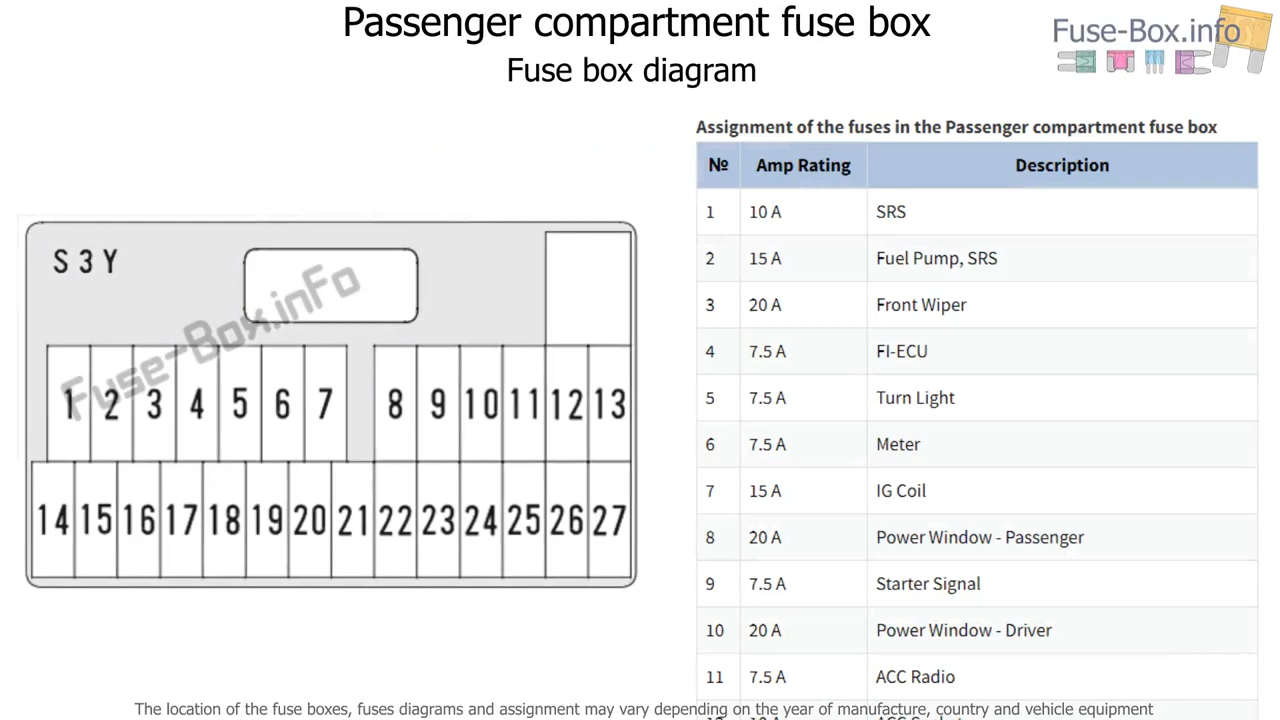 Passenger compartment fuse box
Fuse box diagram
Fuse-Box.info
S3Y
Fuse-Box.info
1 2 3 4 5 6 7 8 9 10 11 12 13
14 15 16 17 18 19 20 21 22 23 24 25 26 27
Assignment of the fuses in the Passenger compartment fuse box
№ Amp Rating Description
1 10 A SRS
2 15 A Fuel Pump, SRS
3 20 A Front Wiper
4 7.5 A FI-ECU
5 7.5 A Turn Light
6 7.5 A Meter
7 15 A IG Coil
8 20 A Power Window - Passenger
9 7.5 A Starter Signal
10 20 A Power Window - Driver
11 7.5 A ACC Radio
The location of the fuse boxes, fuses diagrams and assignment may vary depending on the year of manufacture, country and vehicle equipment